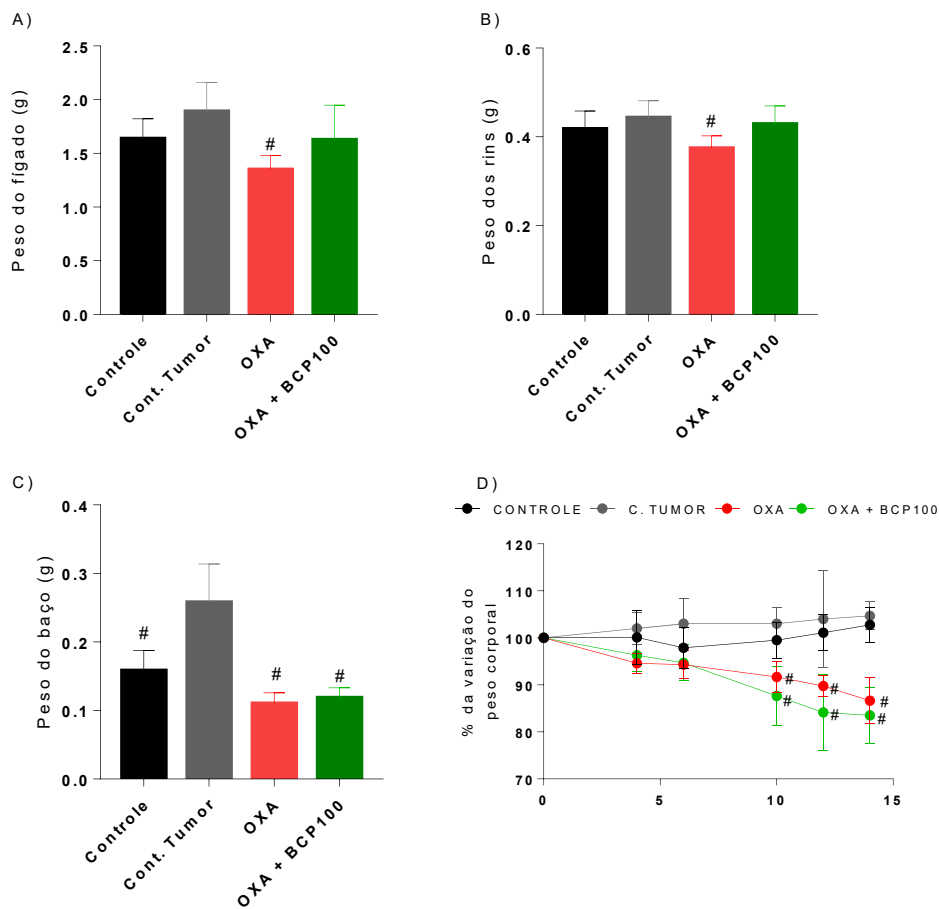 A)
Peso do fígado (g)
2.5
2.0
1.5
1.0
0.5
0.0
#
Controle
Cont. Tumor
OXA
OXA + BCP100
B)
Peso dos rins (g)
0.6
0.4
0.2
0.0
#
Controle
Cont. Tumor
OXA
OXA + BCP100
C)
Peso do baço (g)
0.4
0.3
0.2
0.1
0.0
#
#
#
Controle
Cont. Tumor
OXA
OXA + BCP100
D)
CONTROLE C. TUMOR OXA OXA + BCP100
% da variação do
peso corporal
120
110
100
90
80
70
#
#
#
#
#
#
0 5 10 15